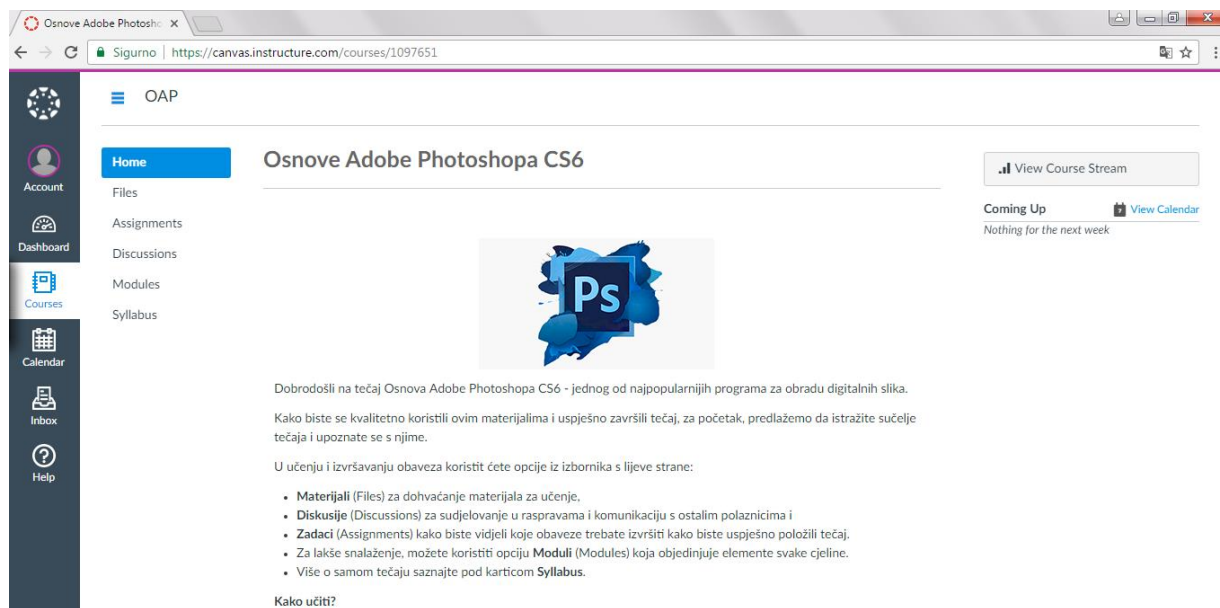 Osnove Adobe Photosho
Sigurno | https://canvas.instructure.com/courses/1097651
OAP
Account
Dashboard
Courses
Calendar
Inbox
Help
Home
Files
Assignments
Discussions
Modules
Syllabus
Osnove Adobe Photoshopa CS6
Ps
Dobrodošli na tečaj Osnova Adobe Photoshopa CS6 - jednog od najpopularnijih programa za obradu digitalnih slika.
Kako biste se kvalitetno koristili ovim materijalima i uspješno završili tečaj, za početak, predlažemo da istražite sučelje
tečaja i upoznate se s njime.
U učenju i izvršavanju obaveza koristit ćete opcije iz izbornika s lijeve strane:
• Materijali (Files) za dohvaćanje materijala za učenje,
• Diskusije (Discussions) za sudjelovanje u raspravama i komunikaciju s ostalim polaznicima i
• Zadaci (Assignments) kako biste vidjeli koje obaveze trebate izvršiti kako biste uspješno položili tečaj.
• Za lakše snalaženje, možete koristiti opciju Moduli (Modules) koja objedinjuje elemente svake cjeline.
• Više o samom tečaju saznajte pod karticom Syllabus.
Kako učiti?
View Course Stream
Coming Up
View Calendar
Nothing for the next week